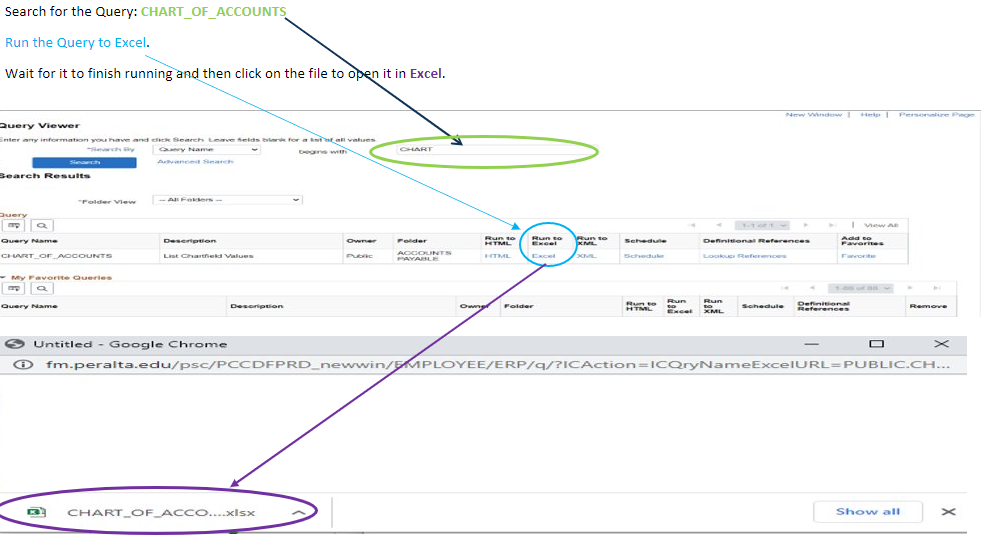 Search for the Query: CHART_OF_ACCOUNTS
Run the Query to Excel.
Wait for it to finish running and then click on the file to open it in Excel.
New Window | Help | Personalize Page
Query Viewer
Enter any information you have and click Search. Leave fields blank for a list of all values.
*Search By Query Name begins with CHART
Search Advanced Search
Search Results
*Folder View -- All Folders --
Query
1-1 of 1 | View All
Query Name Description Owner Folder Run to HTML Run to Excel Run to XML Schedule Definitional References Add to Favorites
CHART_OF_ACCOUNTS List Chartfield Values Public ACCOUNTS PAYABLE HTML Excel XML Schedule Lookup References Favorite
My Favorite Queries
Query Name Description Owner Folder Run to HTML Run to Excel Run to XML Schedule Definitional References Remove
Untitled - Google Chrome
fm.peralta.edu/psc/PCCDFPRD_newwin/EMPLOYEE/ERP/q/?ICAction=ICQryNameExcelURL=PUBLIC.CH...
CHART_OF_ACCO....xlsx Show all